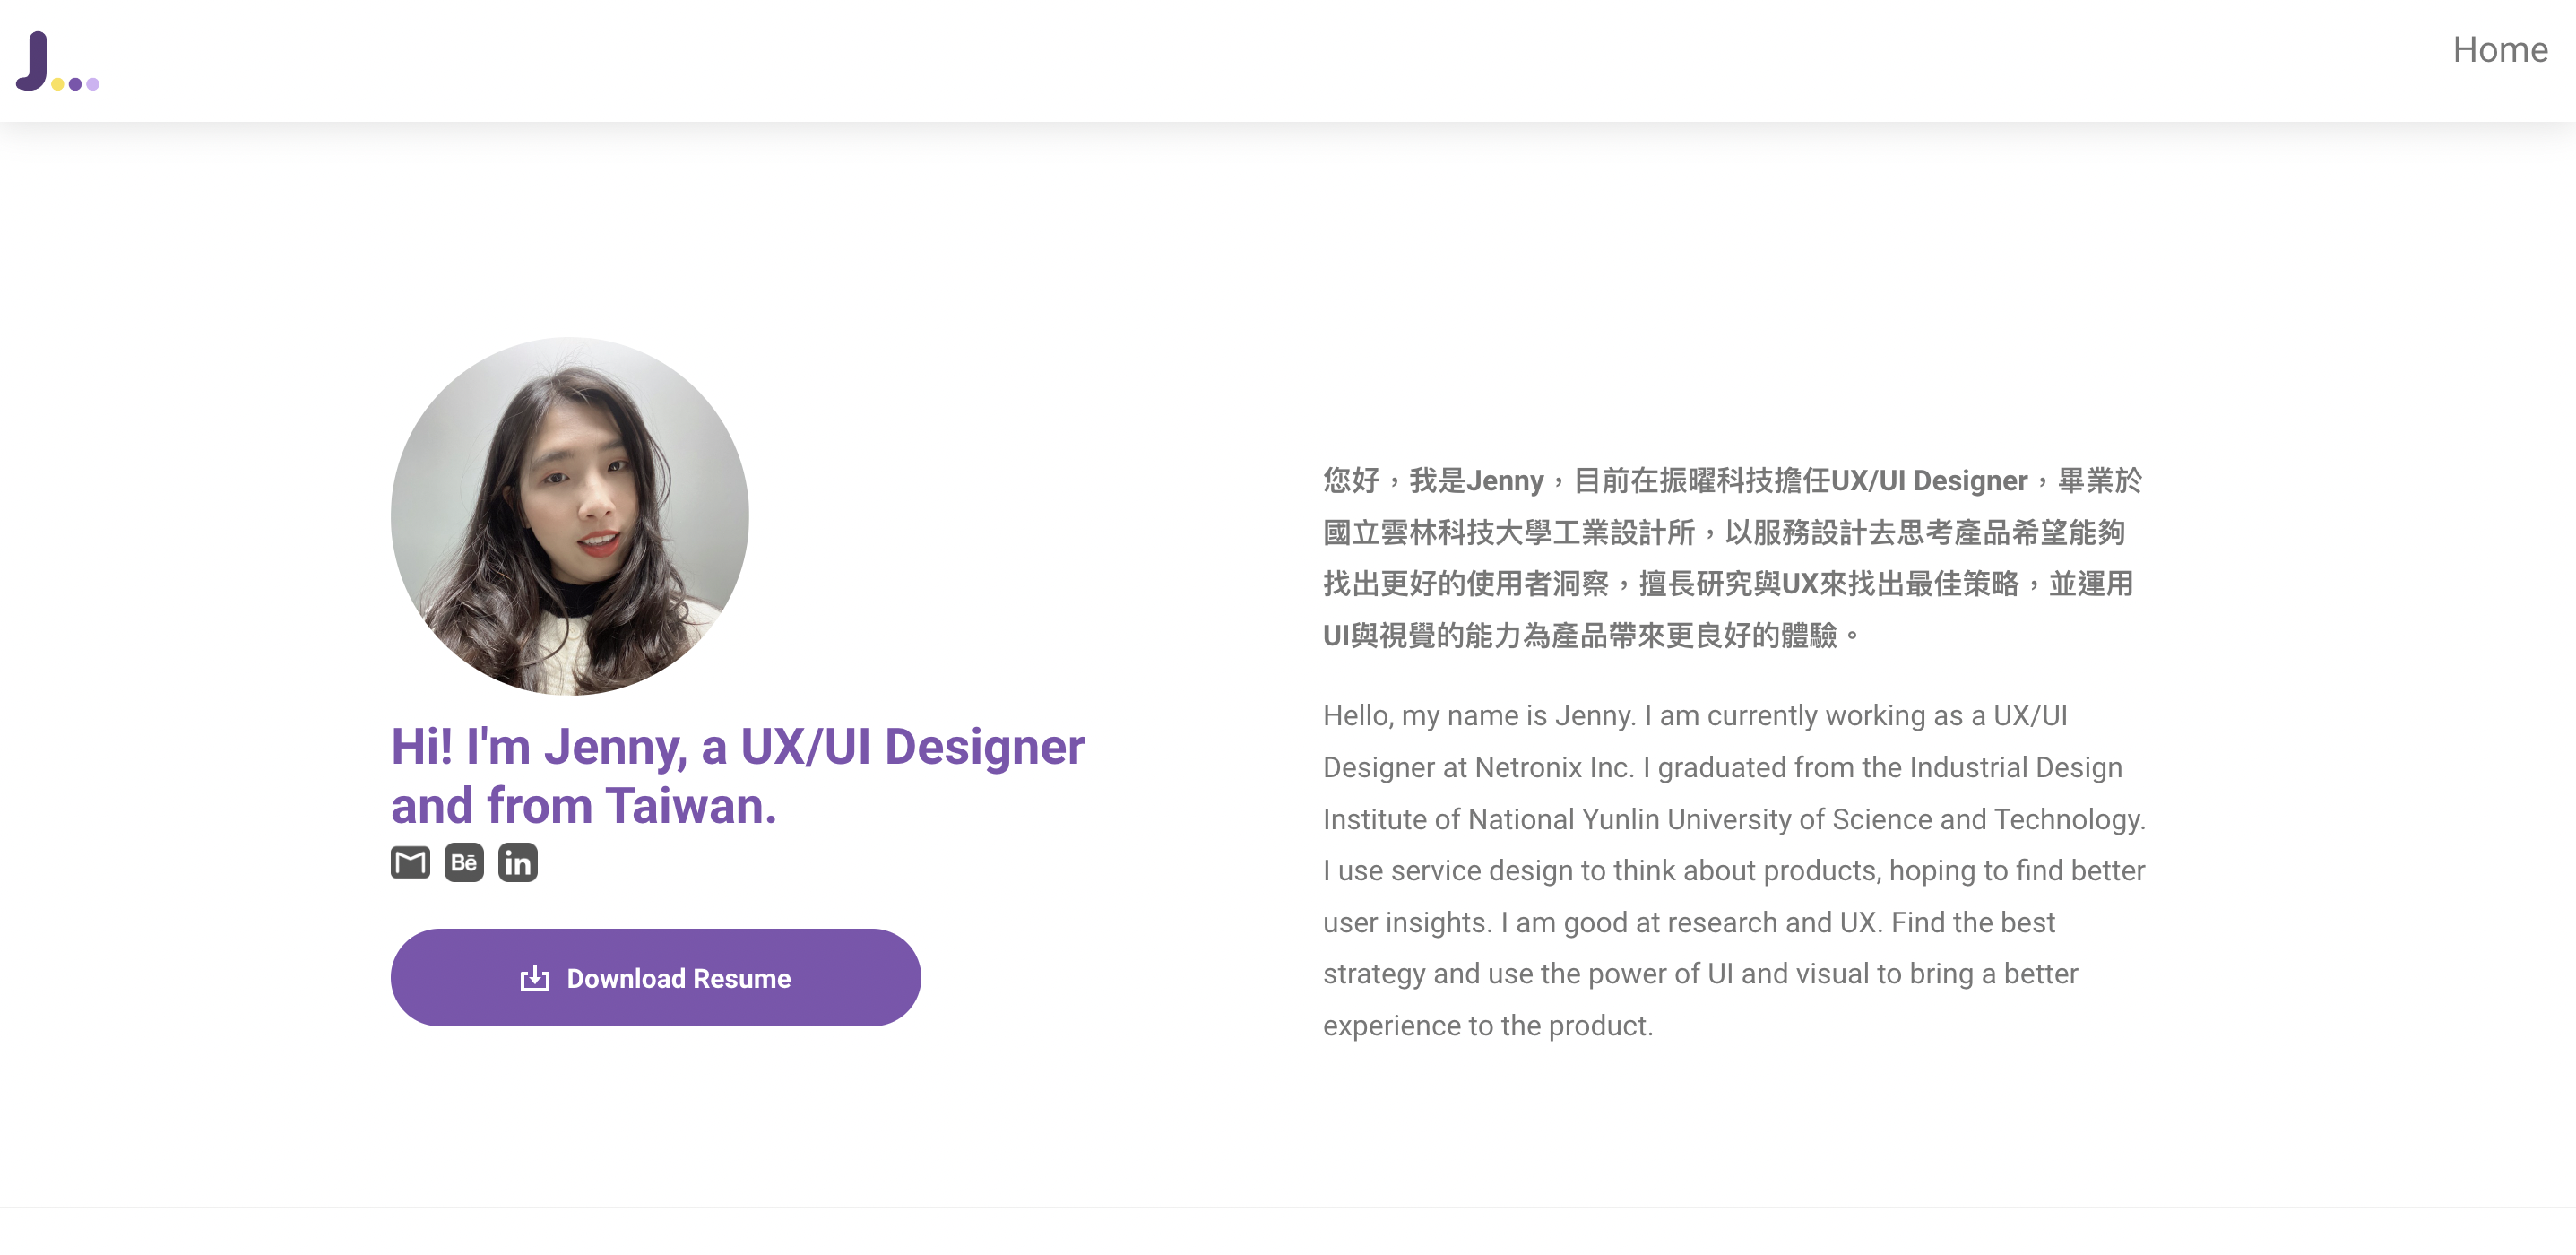 J...
Home
Hi! I'm Jenny, a UX/UI Designer
and from Taiwan.
Bē
in
Download Resume
您好，我是Jenny，目前在振曜科技擔任UX/UI Designer，畢業於
國立雲林科技大學工業設計所，以服務設計去思考產品希望能夠
找出更好的使用者洞察，擅長研究與UX來找出最佳策略，並運用
UI與視覺的能力為產品帶來更良好的體驗。
Hello, my name is Jenny. I am currently working as a UX/UI
Designer at Netronix Inc. I graduated from the Industrial Design
Institute of National Yunlin University of Science and Technology.
I use service design to think about products, hoping to find better
user insights. I am good at research and UX. Find the best
strategy and use the power of UI and visual to bring a better
experience to the product.